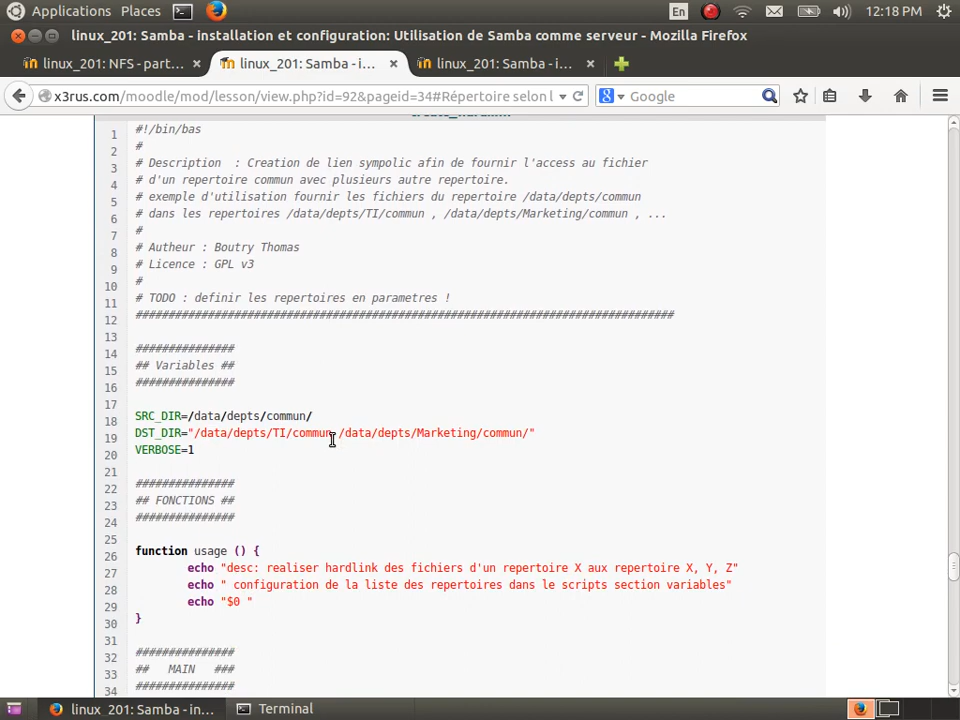 Applications Places En 12:18 PM
linux_201: Samba - installation et configuration: Utilisation de Samba comme serveur - Mozilla Firefox
linux_201: NFS - part... linux_201: Samba - i... linux_201: Samba - i...
x3rus.com/moodle/mod/lesson/view.php?id=92&pageid=34#Répertoire selon l Google
1 #!/bin/bas
2 #
3 # Description : Creation de lien sympolic afin de fournir l'access au fichier
4 # d'un repertoire commun avec plusieurs autre repertoire.
5 # exemple d'utilisation fournir les fichiers du repertoire /data/depts/commun
6 # dans les repertoires /data/depts/TI/commun , /data/depts/Marketing/commun , ...
7 #
8 # Autheur : Boutry Thomas
9 # Licence : GPL v3
10 #
11 # TODO : definir les repertoires en parametres !
12 ################################################################################
13
14 ###############
15 ## Variables ##
16 ###############
17
18 SRC_DIR=/data/depts/commun/
19 DST_DIR="/data/depts/TI/commun /data/depts/Marketing/commun/"
20 VERBOSE=1
21
22 ###############
23 ## FONCTIONS ##
24 ###############
25
26 function usage () {
27 echo "desc: realiser hardlink des fichiers d'un repertoire X aux repertoire X, Y, Z"
28 echo " configuration de la liste des repertoires dans le scripts section variables"
29 echo "$0 "
30 }
31
32 ###############
33 ## MAIN ###
34 ###############
linux_201: Samba - in... Terminal